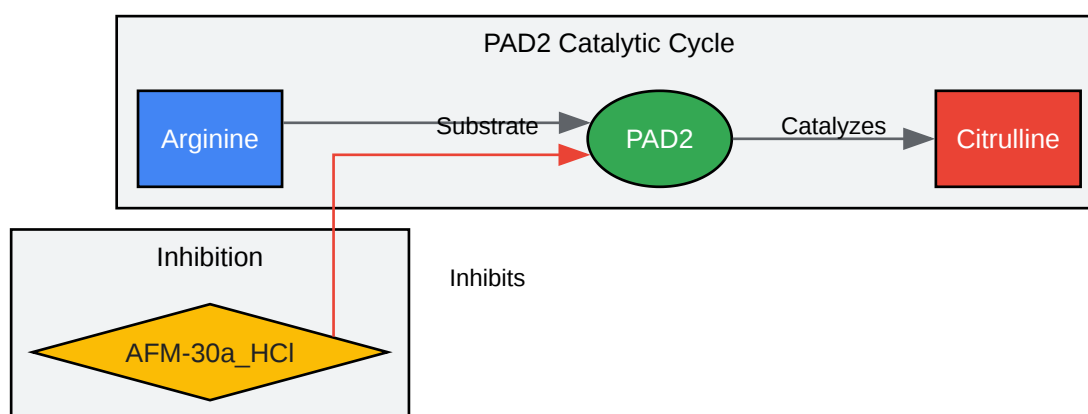 PAD2 Catalytic Cycle
Arginine
Substrate
PAD2
Catalyzes
Citrulline
Inhibition
Inhibits
AFM-30a_HCl